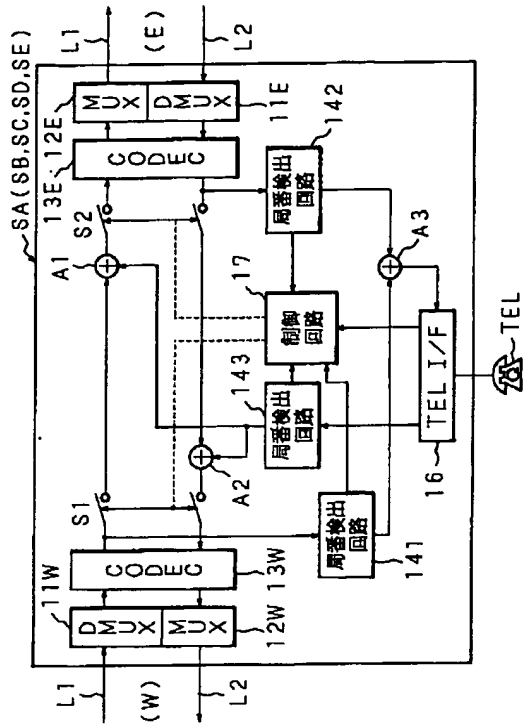 SA(SB,SC,SD,SE)
L1
(W)
L2
11W
DMUX
MUX
12W
CODEC
13W
S1
A2
A1
S2
13E
12E
CODEC
MUX
DMUX
11E
L1
(E)
L2
141
局番検出
回路
143
局番検出
回路
17
制御
回路
142
局番検出
回路
A3
16
TEL I/F
TEL